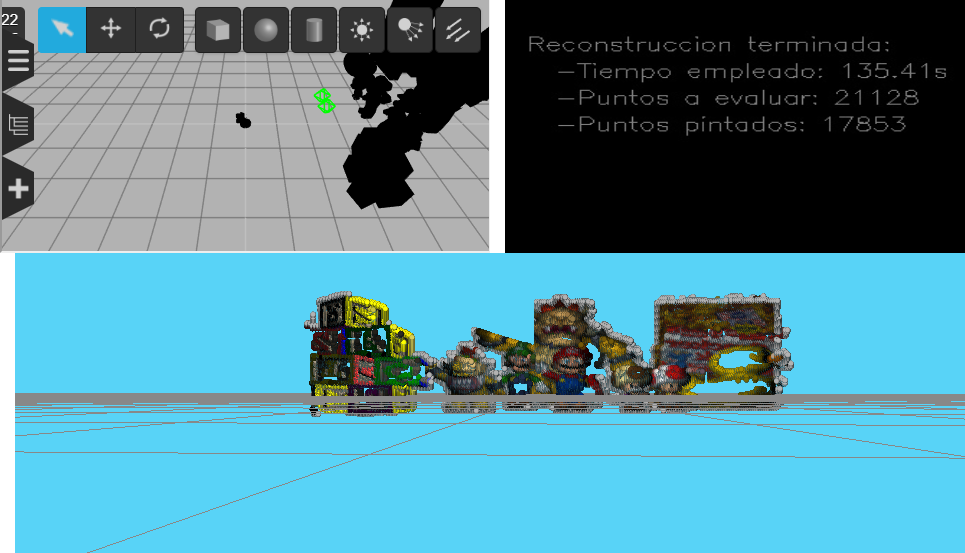 22
Reconstruccion terminada:
-Tiempo empleado: 135.41s
-Puntos a evaluar: 21128
-Puntos pintados: 17853